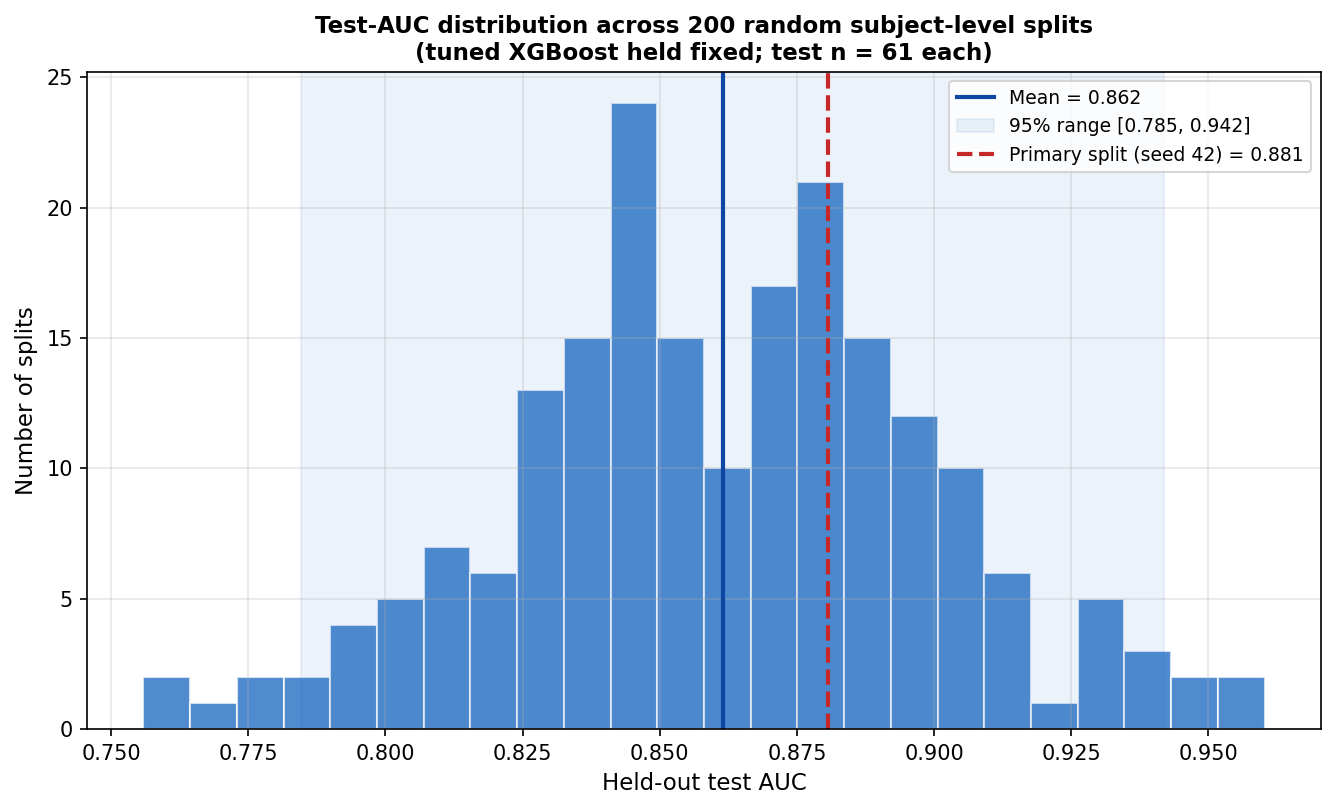 Test-AUC distribution across 200 random subject-level splits
(tuned XGBoost held fixed; test n = 61 each)
Mean = 0.862
95% range [0.785, 0.942]
Primary split (seed 42) = 0.881
Number of splits
25
20
15
10
5
0
0.750 0.775 0.800 0.825 0.850 0.875 0.900 0.925 0.950
Held-out test AUC